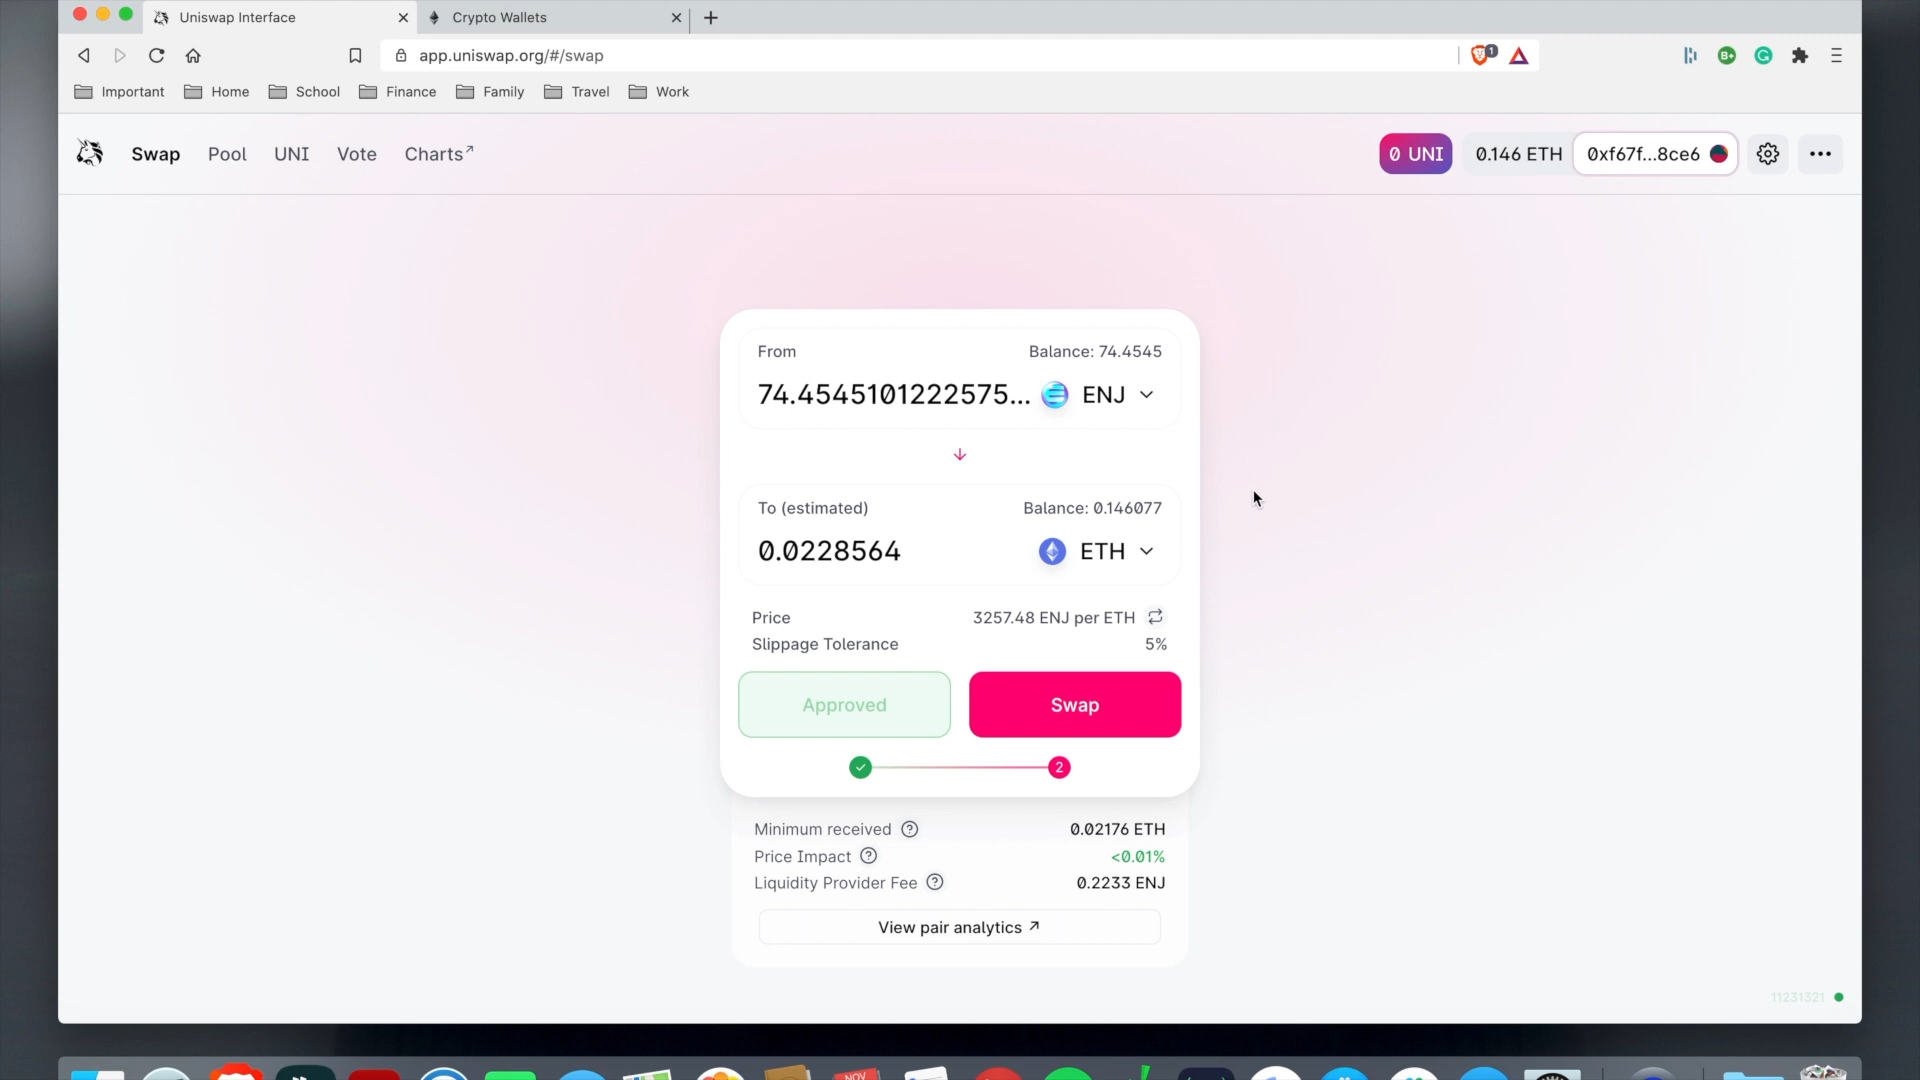 Uniswap Interface
Crypto Wallets
app.uniswap.org/#/swap
1
B+
Important Home School Finance Family Travel Work
Swap Pool UNI Vote Charts↗
0 UNI 0.146 ETH 0xf67f...8ce6
From Balance: 74.4545
74.4545101222575... ENJ
To (estimated) Balance: 0.146077
0.0228564 ETH
Price 3257.48 ENJ per ETH
Slippage Tolerance 5%
Approved Swap
2
Minimum received ? 0.02176 ETH
Price Impact ? <0.01%
Liquidity Provider Fee ? 0.2233 ENJ
View pair analytics ↗
11231321
NOV